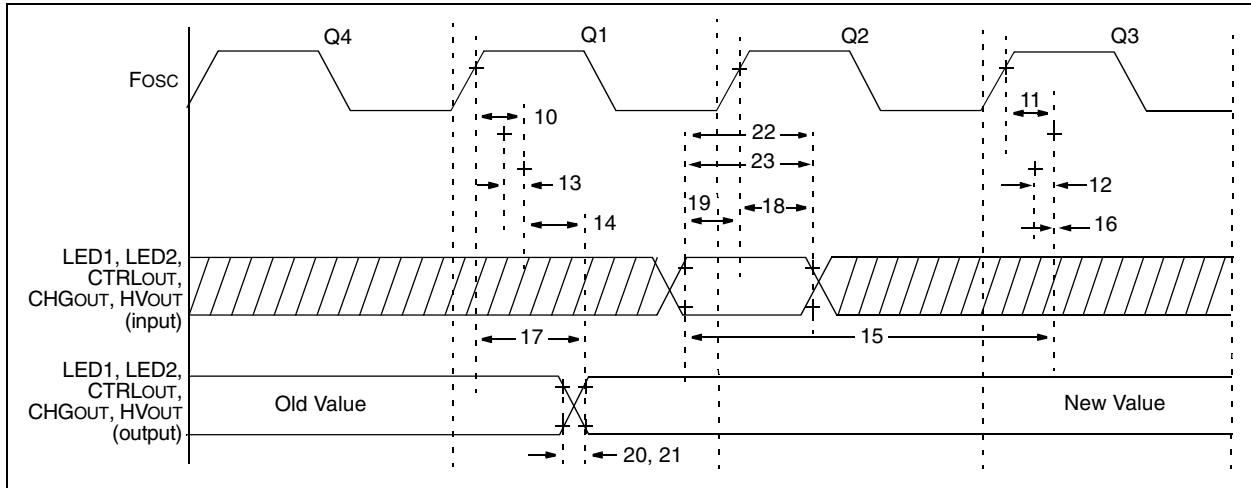 Q4 Q1 Q2 Q3
FOSC
10 11
22
23
13 12
19 18
14 16
LED1, LED2,
CTRLOUT,
CHGOUT, HVOUT
(input)
17 15
LED1, LED2,
CTRLOUT,
CHGOUT, HVOUT
(output)
Old Value New Value
20, 21